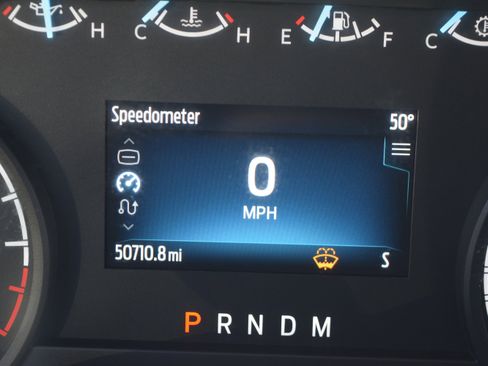 H C H E F C
Speedometer 50°
0
MPH
50710.8 mi S
P R N D M